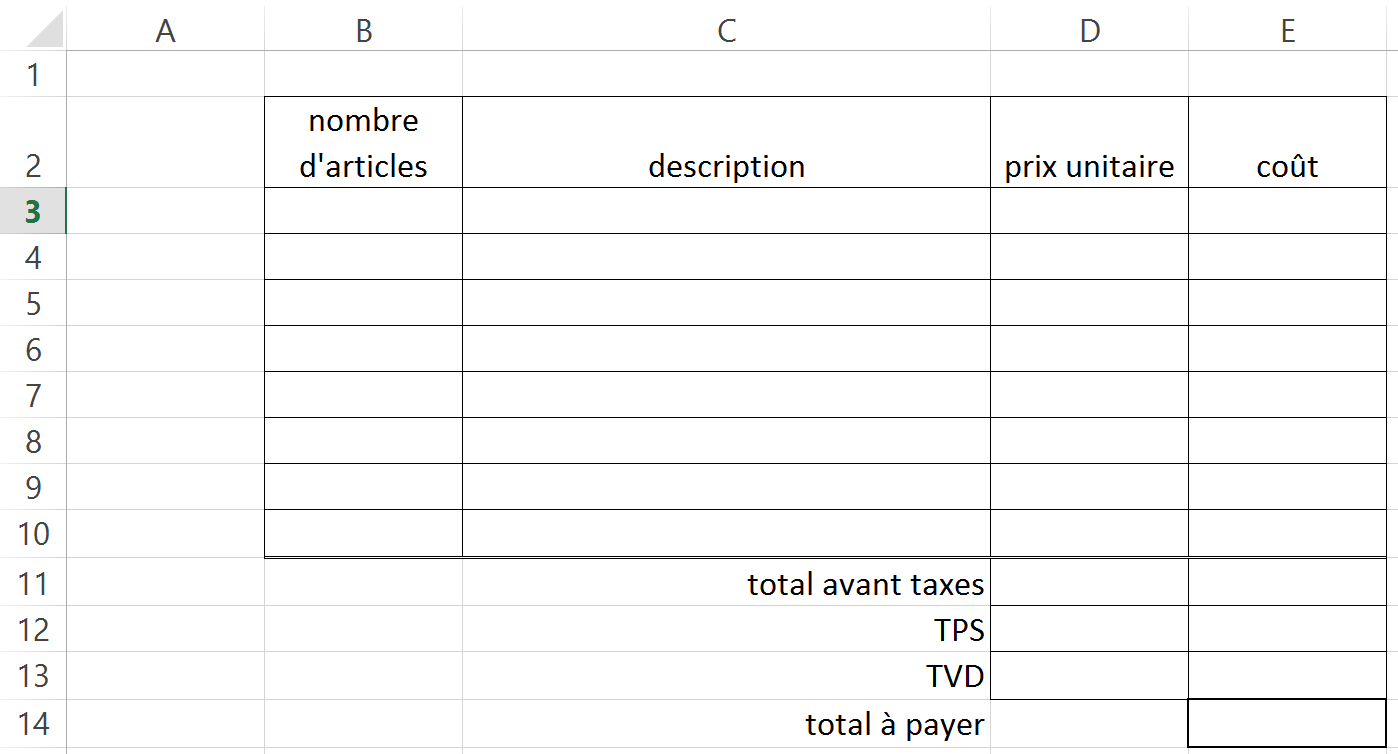 A B C D E
1
nombre
2 d'articles description prix unitaire coût
3
4
5
6
7
8
9
10
11 total avant taxes
12 TPS
13 TVD
14 total à payer